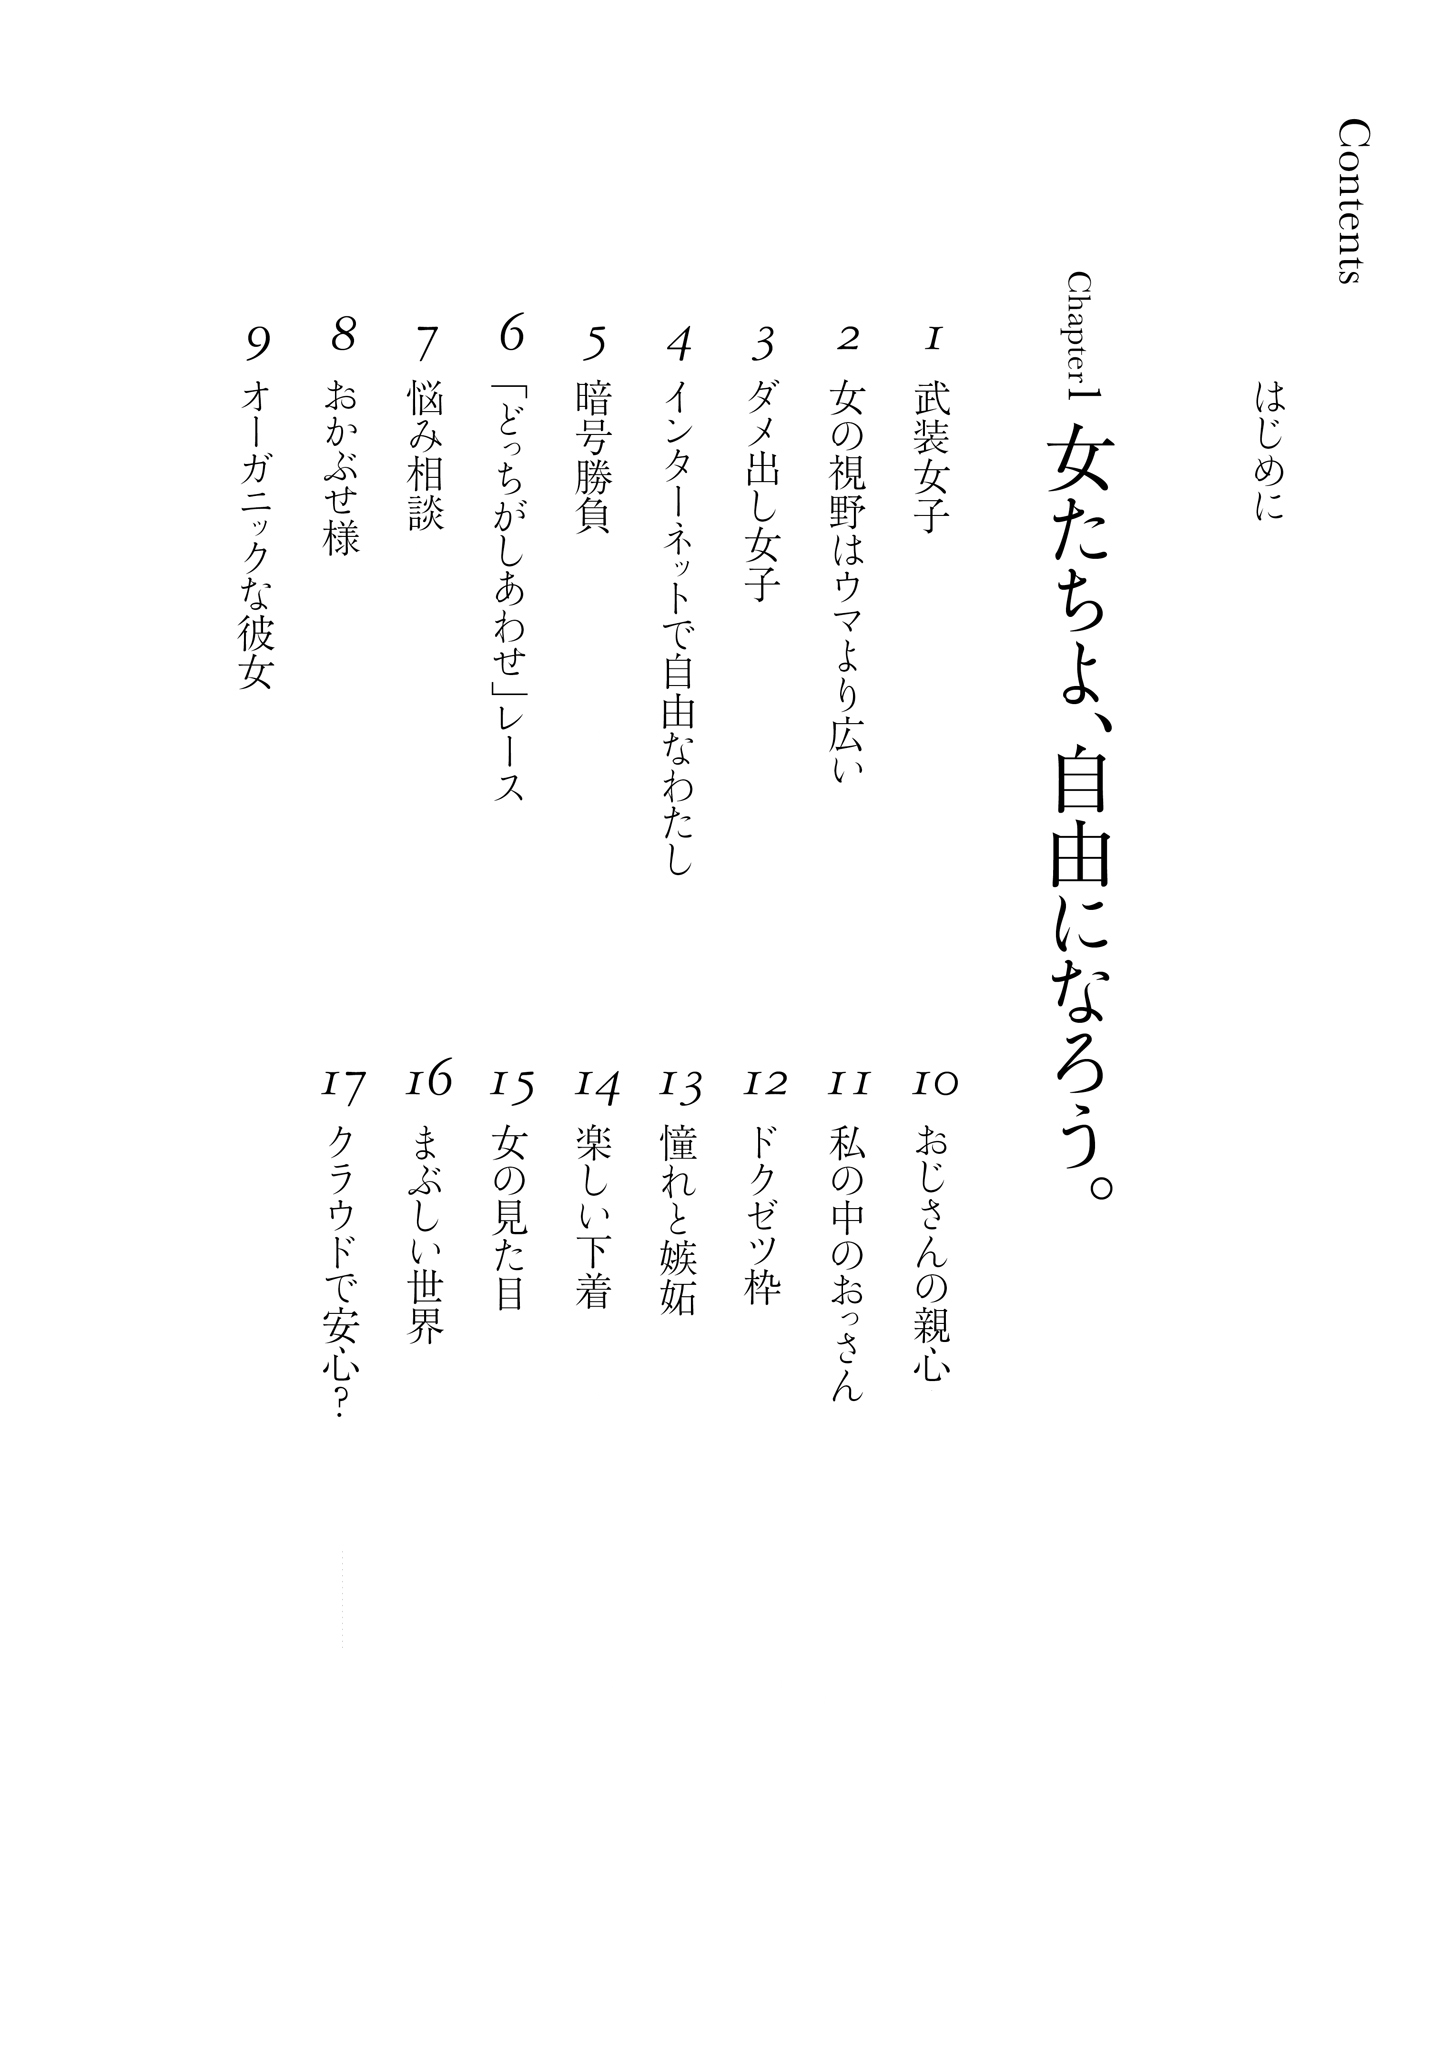 Contents
はじめに
Chapter1 女たちよ、自由になろう。
1 武装女子
2 女の視野はウマより広い
3 ダメ出し女子
4 インターネットで自由なわたし
5 暗号勝負
6 「どっちがしあわせ」レース
7 悩み相談
8 おかぶせ様
9 オーガニックな彼女
10 おじさんの親心
11 私の中のおっさん
12 ドクゼツ枠
13 憧れと嫉妬
14 楽しい下着
15 女の見た目
16 まぶしい世界
17 クラウドで安心?